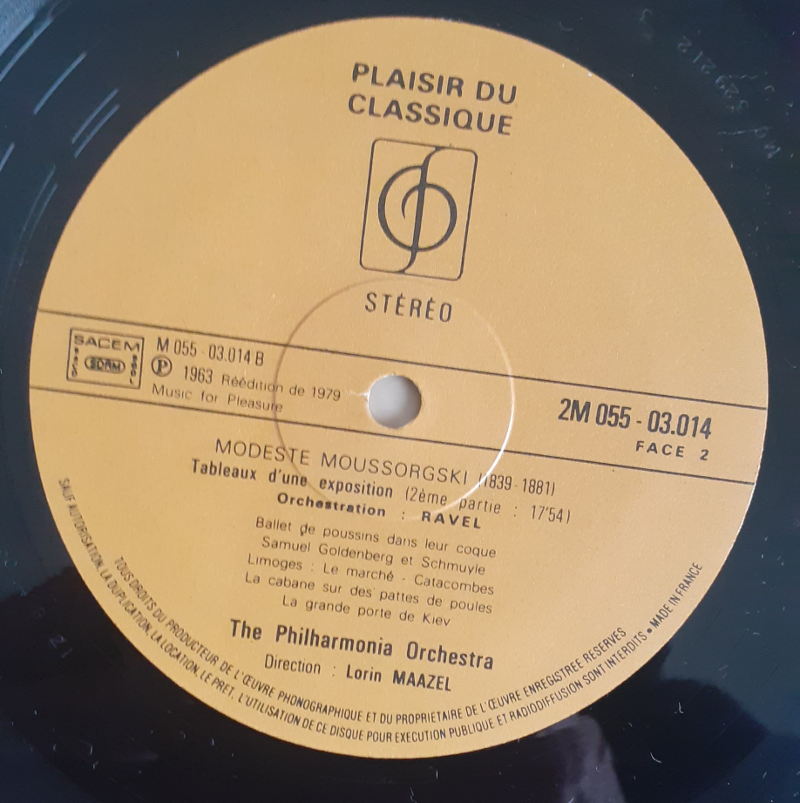 PLAISIR DU
CLASSIQUE
STÉRÉO
SACEM
SDRM
M 055 - 03.014 B
Ⓟ 1963 Réédition de 1979
Music for Pleasure
2M 055 - 03.014
FACE 2
MODESTE MOUSSORGSKI (1839-1881)
Tableaux d'une exposition (2ème partie : 17'54)
Orchestration : RAVEL
Ballet de poussins dans leur coque
Samuel Goldenberg et Schmuyle
Limoges : Le marché - Catacombes
La cabane sur des pattes de poules
La grande porte de Kiev
The Philharmonia Orchestra
Direction : Lorin MAAZEL
TOUS DROITS DU PRODUCTEUR DE L'ŒUVRE PHONOGRAPHIQUE ET DU PROPRIETAIRE DE L'ŒUVRE ENREGISTREE RESERVES
SAUF AUTORISATION, LA DUPLICATION, LA LOCATION, LE PRET, L'UTILISATION DE CE DISQUE POUR EXECUTION PUBLIQUE ET RADIODIFFUSION SONT INTERDITS • MADE IN FRANCE